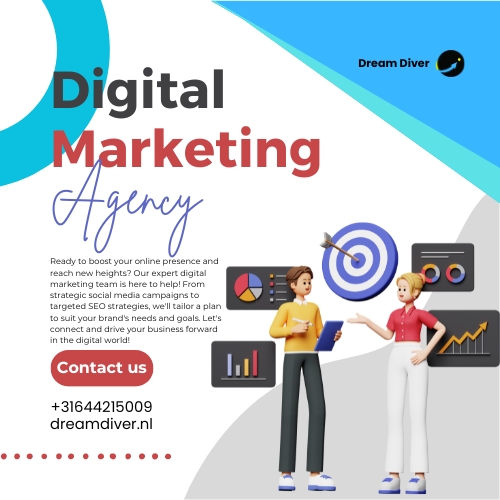 Dream Diver
Digital
Marketing
Agency
Ready to boost your online presence and
reach new heights? Our expert digital
marketing team is here to help! From
strategic social media campaigns to
targeted SEO strategies, we'll tailor a plan
to suit your brand's needs and goals. Let's
connect and drive your business forward
in the digital world!
Contact us
+31644215009
dreamdiver.nl